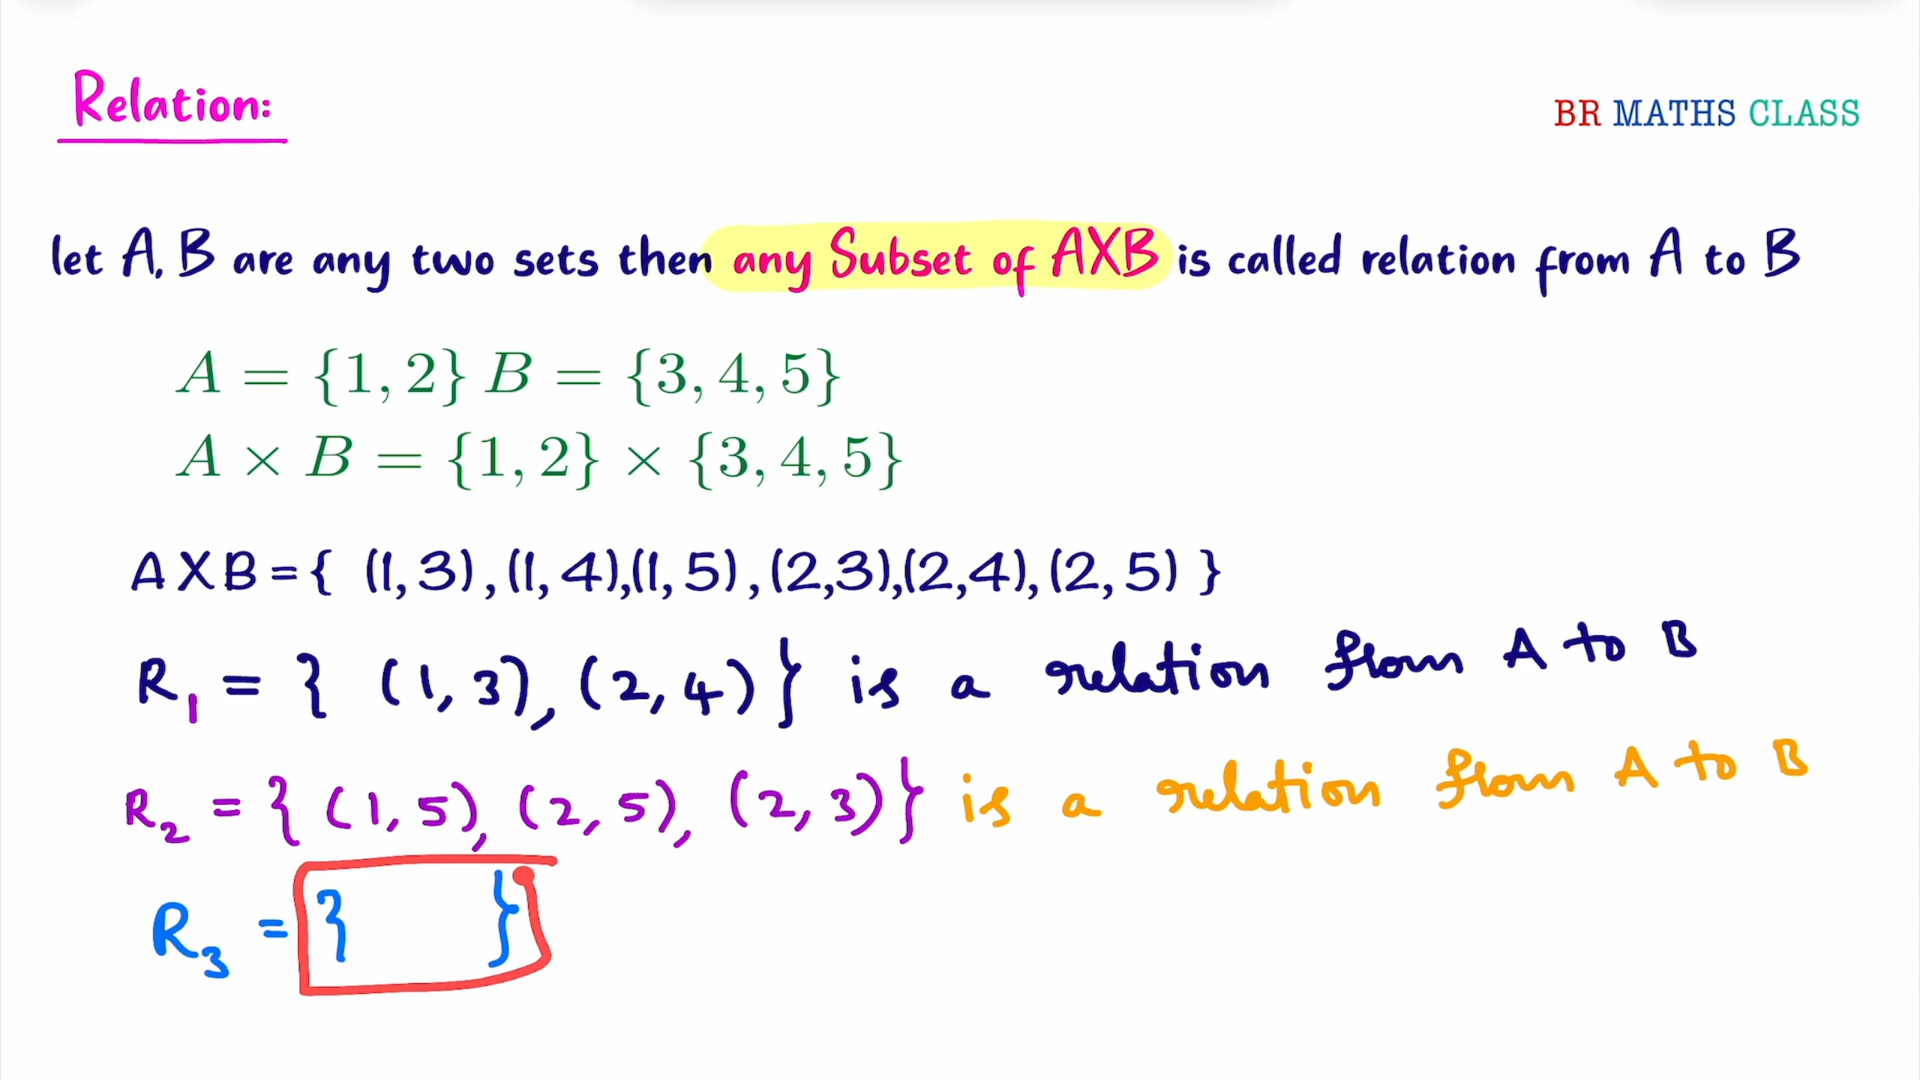 Relation:
BR MATHS CLASS
let A, B are any two sets then any Subset of AXB is called relation from A to B
A = {1, 2} B = {3, 4, 5}
A × B = {1, 2} × {3, 4, 5}
AXB = { (1, 3) , (1, 4),(1, 5) , (2,3),(2,4), (2, 5) }
R₁ = { (1, 3), (2, 4) } is a relation from A to B
R₂ = { (1, 5), (2, 5), (2, 3) } is a relation from A to B
R₃ = { }